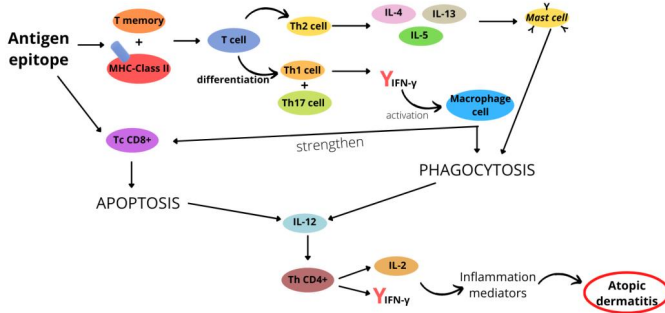 T memory
+
MHC-Class II
Antigen
epitope
T cell
differentiation
Th2 cell
IL-4
IL-13
IL-5
Mast cell
Th1 cell
+
Th17 cell
IFN-γ
activation
Macrophage
cell
Tc CD8+
strengthen
PHAGOCYTOSIS
APOPTOSIS
IL-12
Th CD4+
IL-2
IFN-γ
Inflammation
mediators
Atopic
dermatitis